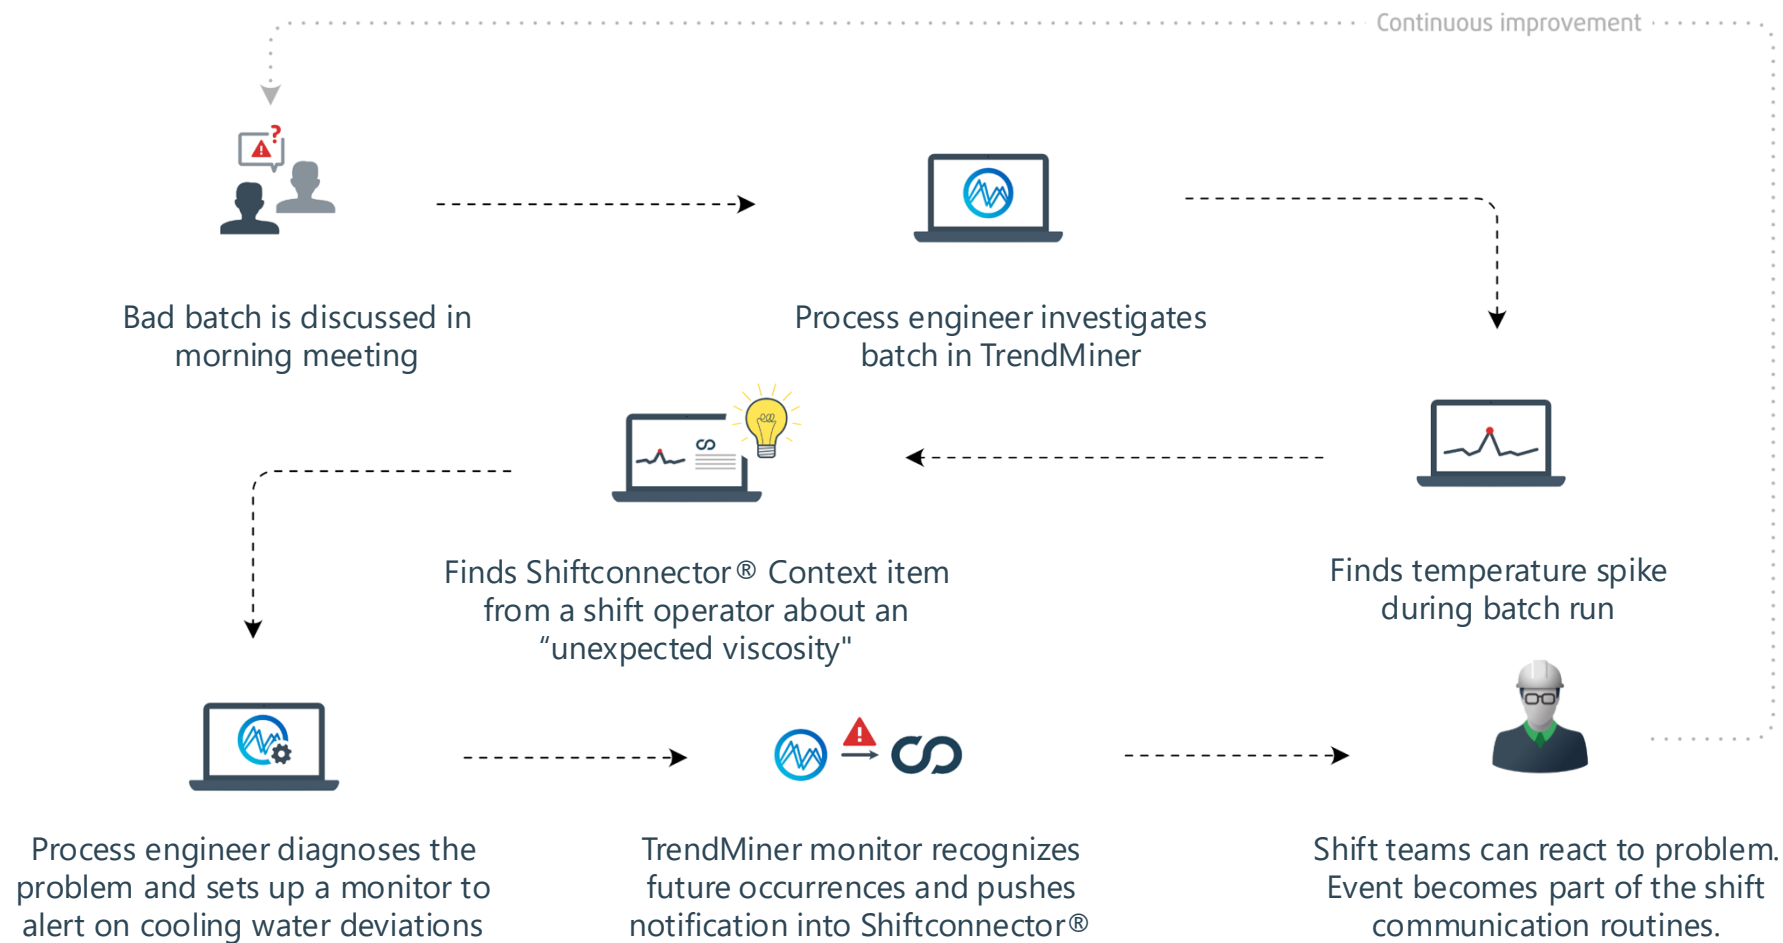 Continuous improvement
?
Bad batch is discussed in
morning meeting
Process engineer investigates
batch in TrendMiner
Finds temperature spike
during batch run
Finds Shiftconnector® Context item
from a shift operator about an
“unexpected viscosity"
Process engineer diagnoses the
problem and sets up a monitor to
alert on cooling water deviations
TrendMiner monitor recognizes
future occurrences and pushes
notification into Shiftconnector®
Shift teams can react to problem.
Event becomes part of the shift
communication routines.